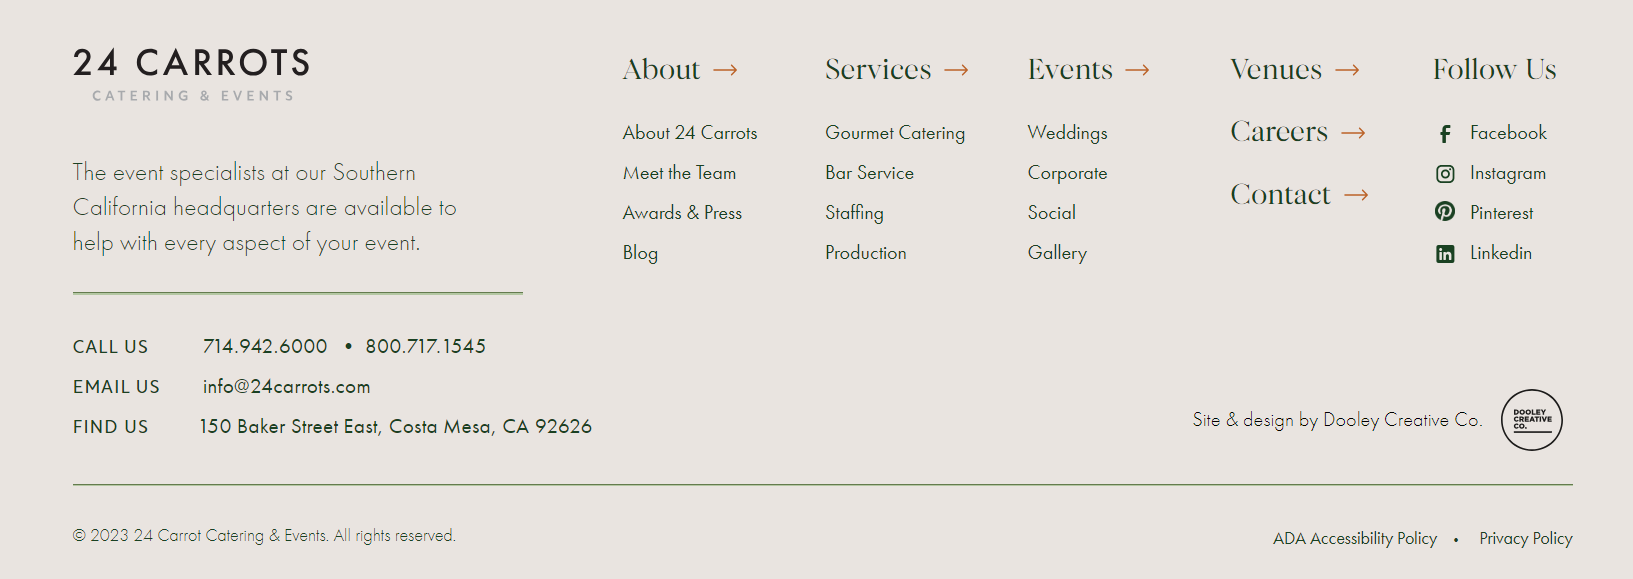 24 CARROTS
CATERING & EVENTS
The event specialists at our Southern
California headquarters are available to
help with every aspect of your event.
CALL US 714.942.6000 • 800.717.1545
EMAIL US info@24carrots.com
FIND US 150 Baker Street East, Costa Mesa, CA 92626
About →
About 24 Carrots
Meet the Team
Awards & Press
Blog
Services →
Gourmet Catering
Bar Service
Staffing
Production
Events →
Weddings
Corporate
Social
Gallery
Venues →
Careers →
Contact →
Follow Us
Facebook
Instagram
Pinterest
Linkedin
Site & design by Dooley Creative Co.
DOOLEY
CREATIVE
CO.
© 2023 24 Carrot Catering & Events. All rights reserved.
ADA Accessibility Policy • Privacy Policy